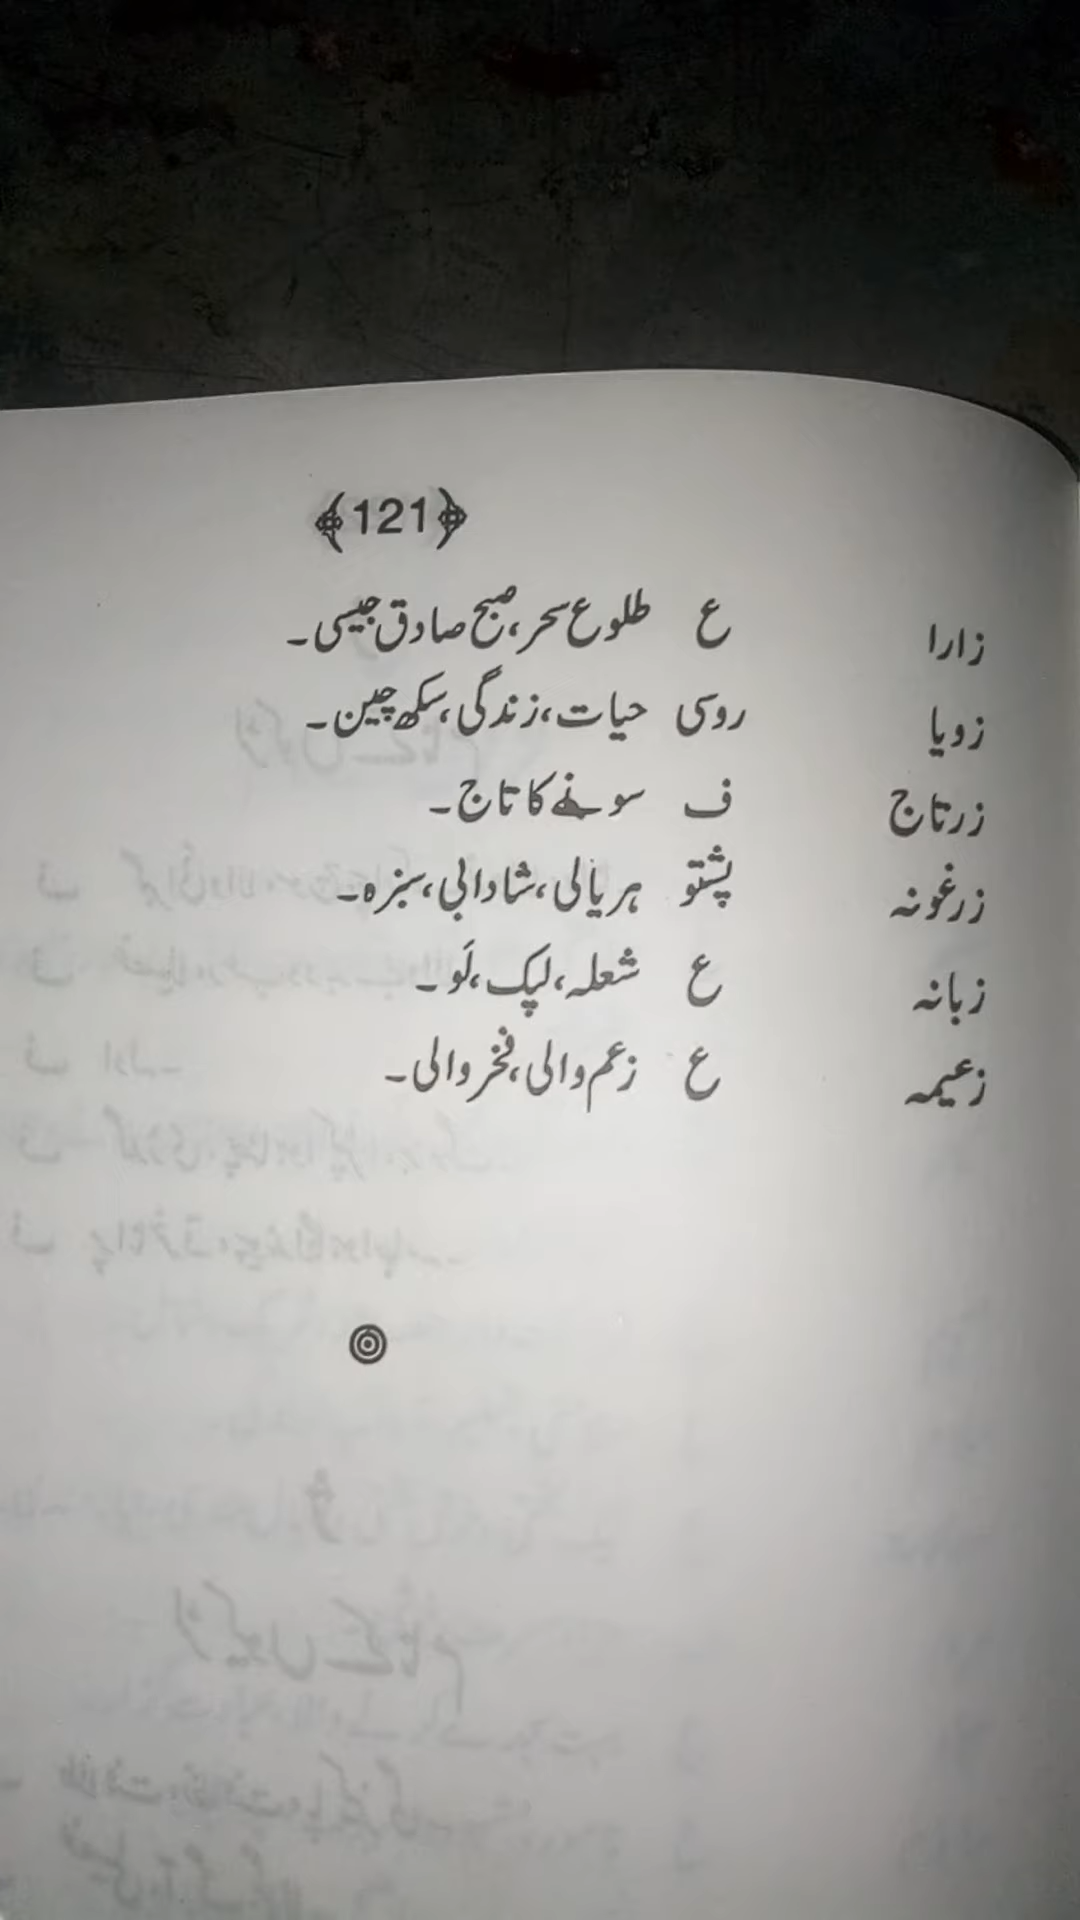 121
زارا ع طلوع سحر، صبح صادق جیسی۔
زویا روسی حیات، زندگی، سکھ چین۔
زرتاج ف سونے کا تاج۔
زرغونہ پشتو ہریالی، شادابی، سبزہ۔
زبانہ ع شعلہ، لپک، لَو۔
زعیمہ ع زعم والی، فخر والی۔